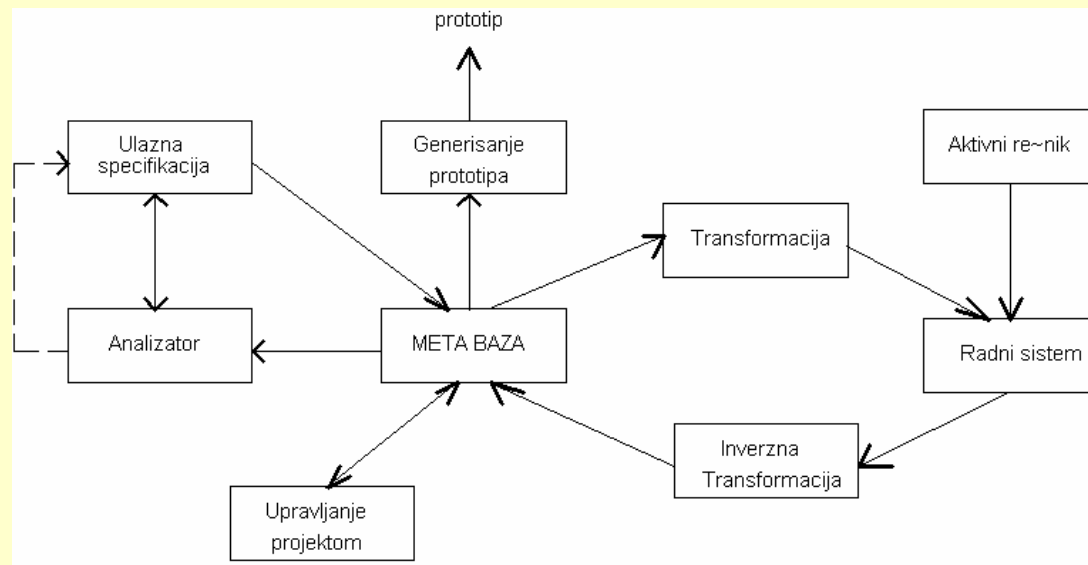 prototip
Ulazna
specifikacija
Generisanje
prototipa
Aktivni re~nik
Transformacija
Analizator
META BAZA
Radni sistem
Inverzna
Transformacija
Upravljanje
projektom